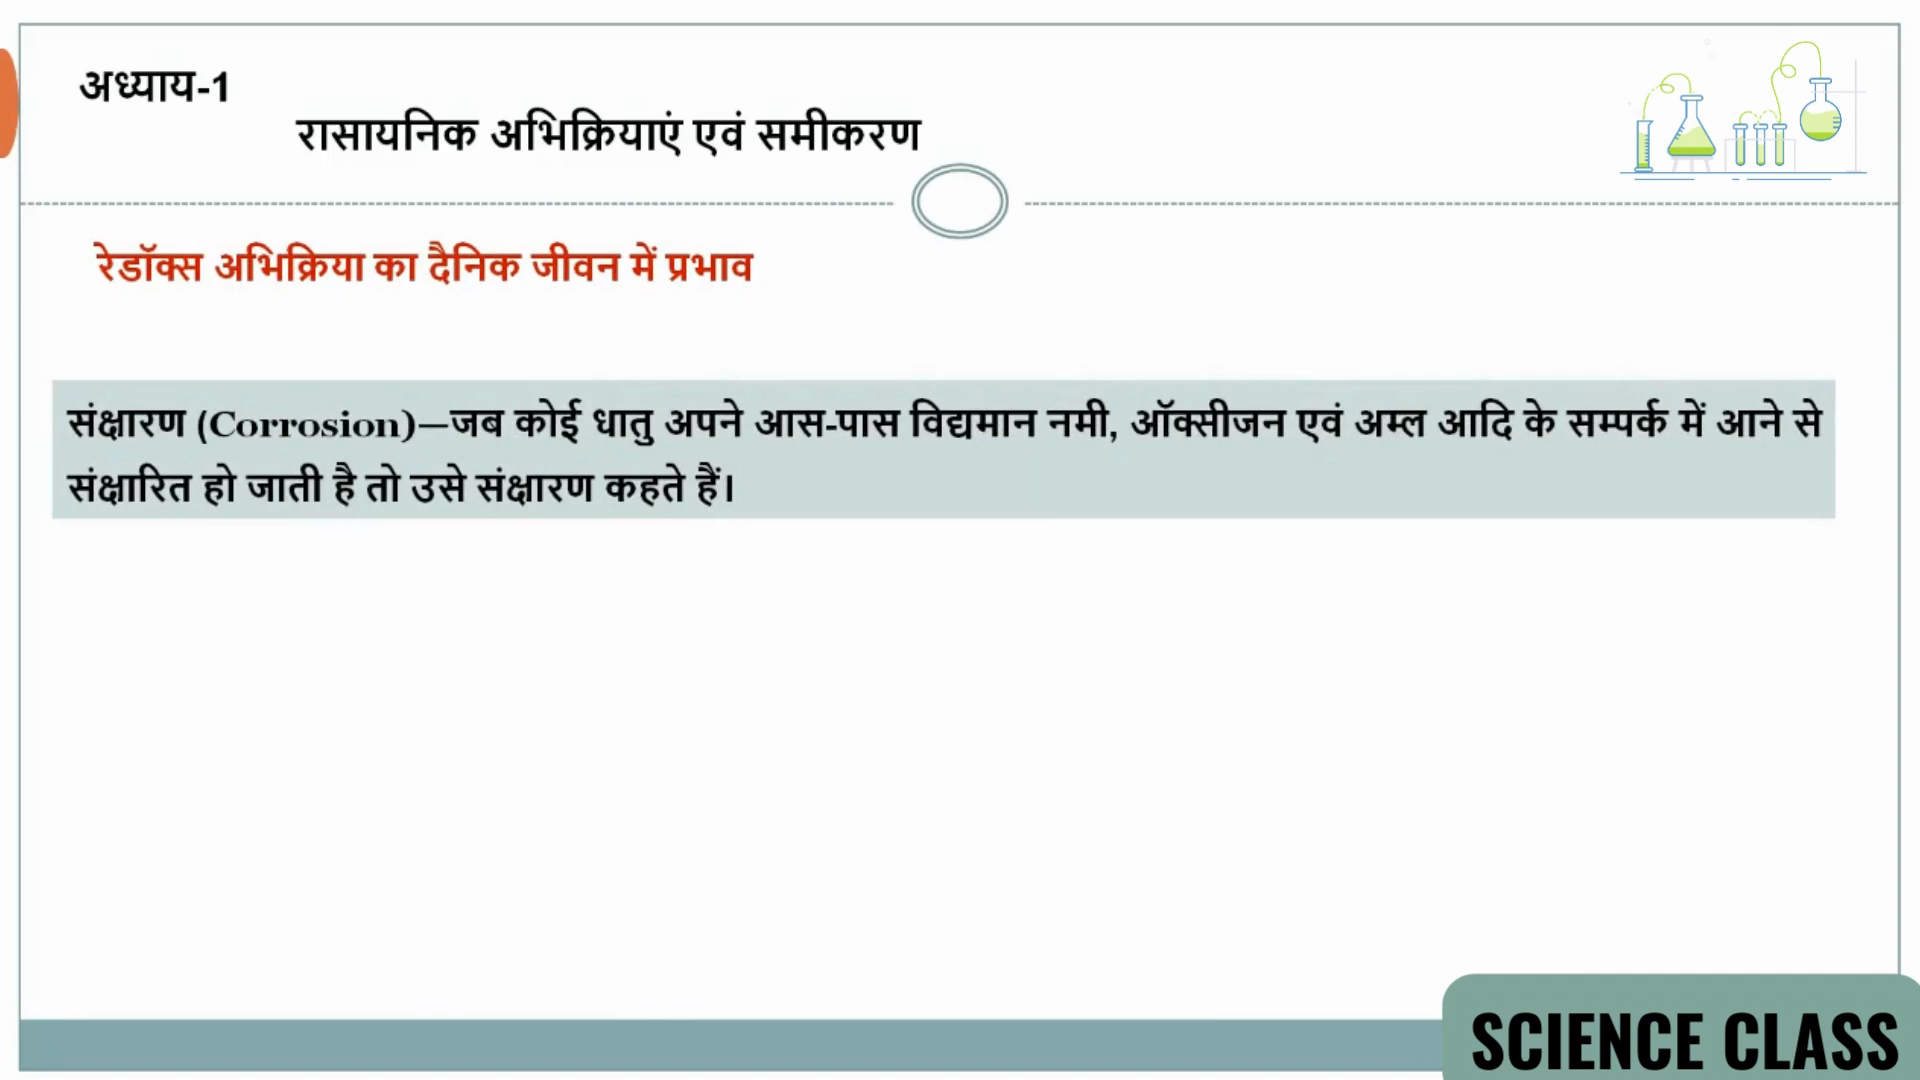 अध्याय-1
रासायनिक अभिक्रियाएं एवं समीकरण
रेडॉक्स अभिक्रिया का दैनिक जीवन में प्रभाव
संक्षारण (Corrosion)—जब कोई धातु अपने आस-पास विद्यमान नमी, ऑक्सीजन एवं अम्ल आदि के सम्पर्क में आने से
संक्षारित हो जाती है तो उसे संक्षारण कहते हैं।
SCIENCE CLASS